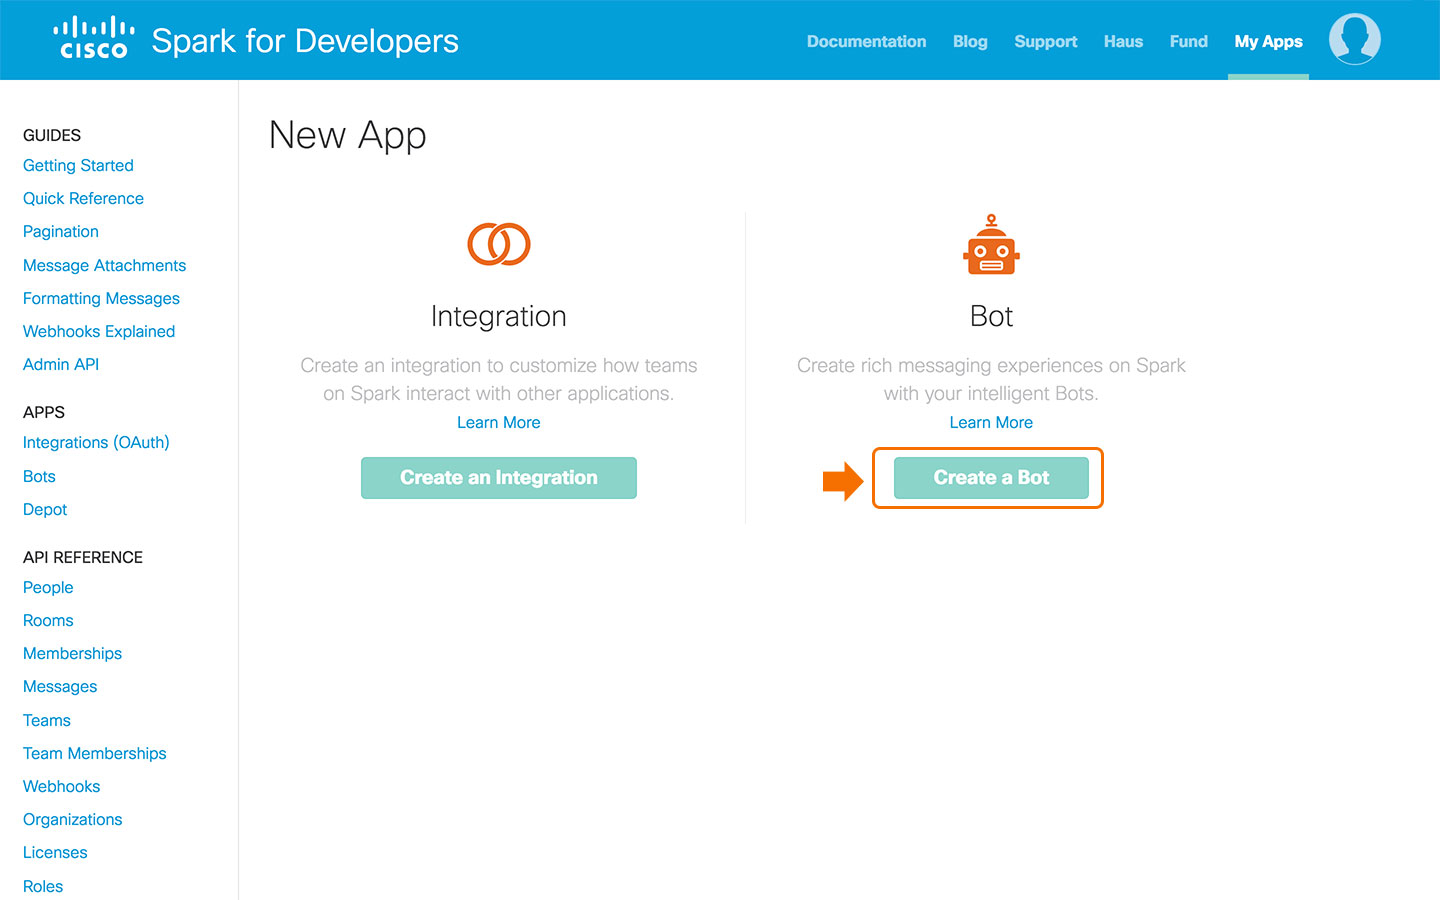 CISCO Spark for Developers
Documentation Blog Support Haus Fund My Apps
GUIDES
Getting Started
Quick Reference
Pagination
Message Attachments
Formatting Messages
Webhooks Explained
Admin API
APPS
Integrations (OAuth)
Bots
Depot
API REFERENCE
People
Rooms
Memberships
Messages
Teams
Team Memberships
Webhooks
Organizations
Licenses
Roles
New App
Integration
Create an integration to customize how teams
on Spark interact with other applications.
Learn More
Create an Integration
Bot
Create rich messaging experiences on Spark
with your intelligent Bots.
Learn More
Create a Bot